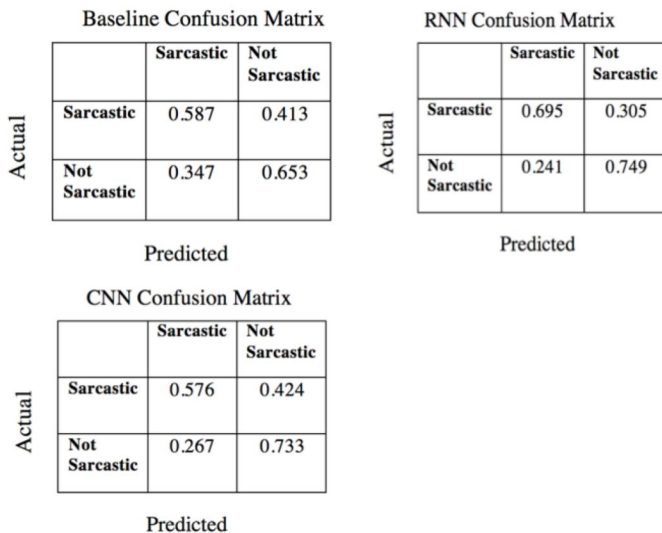 Baseline Confusion Matrix
Sarcastic Not
Sarcastic
Sarcastic 0.587 0.413
Not
Sarcastic 0.347 0.653
Actual
Predicted
RNN Confusion Matrix
Sarcastic Not
Sarcastic
Sarcastic 0.695 0.305
Not
Sarcastic 0.241 0.749
Actual
Predicted
CNN Confusion Matrix
Sarcastic Not
Sarcastic
Sarcastic 0.576 0.424
Not
Sarcastic 0.267 0.733
Actual
Predicted